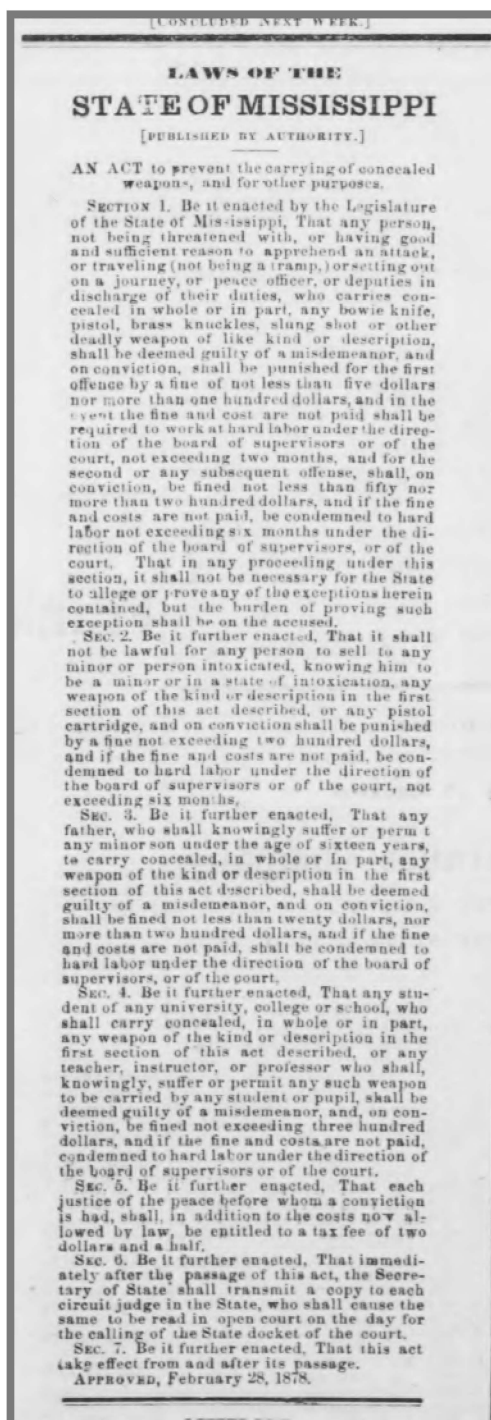 [CONCLUDED NEXT WEEK.]
LAWS OF THE
STATE OF MISSISSIPPI
[PUBLISHED BY AUTHORITY.]
AN ACT to prevent the carrying of concealed
weapons, and for other purposes.
SECTION 1. Be it enacted by the Legislature
of the State of Mississippi, That any person,
not being threatened with, or having good
and sufficient reason to apprehend an attack,
or traveling (not being a tramp,) or setting out
on a journey, or peace officer, or deputies in
discharge of their duties, who carries con-
cealed in whole or in part, any bowie knife,
pistol, brass knuckles, slung shot or other
deadly weapon of like kind or description,
shall be deemed guilty of a misdemeanor, and
on conviction, shall be punished for the first
offence by a fine of not less than five dollars
nor more than one hundred dollars, and in the
event the fine and cost are not paid shall be
required to work at hard labor under the direc-
tion of the board of supervisors or of the
court, not exceeding two months, and for the
second or any subsequent offense, shall, on
conviction, be fined not less than fifty nor
more than two hundred dollars, and if the fine
and costs are not paid, be condemned to hard
labor not exceeding six months under the di-
rection of the board of supervisors, or of the
court. That in any proceeding under this
section, it shall not be necessary for the State
to allege or prove any of the exceptions herein
contained, but the burden of proving such
exception shall be on the accused.
SEC. 2. Be it further enacted, That it shall
not be lawful for any person to sell to any
minor or person intoxicated, knowing him to
be a minor or in a state of intoxication, any
weapon of the kind or description in the first
section of this act described, or any pistol
cartridge, and on conviction shall be punished
by a fine not exceeding two hundred dollars,
and if the fine and costs are not paid, be con-
demned to hard labor under the direction of
the board of supervisors or of the court, not
exceeding six months.
SEC. 3. Be it further enacted, That any
father, who shall knowingly suffer or perm t
any minor son under the age of sixteen years,
to carry concealed, in whole or in part, any
weapon of the kind or description in the first
section of this act described, shall be deemed
guilty of a misdemeanor, and on conviction,
shall be fined not less than twenty dollars, nor
more than two hundred dollars, and if the fine
and costs are not paid, shall be condemned to
hard labor under the direction of the board of
supervisors, or of the court.
SEC. 4. Be it further enacted, That any stu-
dent of any university, college or school, who
shall carry concealed, in whole or in part,
any weapon of the kind or description in the
first section of this act described, or any
teacher, instructor, or professor who shall,
knowingly, suffer or permit any such weapon
to be carried by any student or pupil, shall be
deemed guilty of a misdemeanor, and, on con-
viction, be fined not exceeding three hundred
dollars, and if the fine and costs are not paid,
condemned to hard labor under the direction of
the board of supervisors or of the court.
SEC. 5. Be it further enacted, That each
justice of the peace before whom a conviction
is had, shall, in addition to the costs now al-
lowed by law, be entitled to a tax fee of two
dollars and a half.
SEC. 6. Be it further enacted, That immedi-
ately after the passage of this act, the Secre-
tary of State shall transmit a copy to each
circuit judge in the State, who shall cause the
same to be read in open court on the day for
the calling of the State docket of the court.
SEC. 7. Be it further enacted, That this act
take effect from and after its passage.
APPROVED, February 28, 1878.